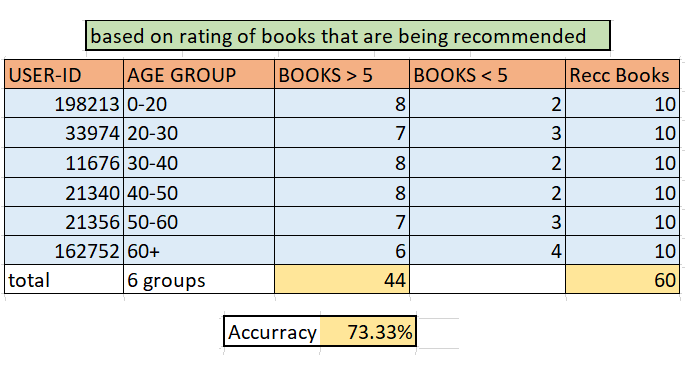 based on rating of books that are being recommended
USER-ID AGE GROUP BOOKS > 5 BOOKS < 5 Recc Books
198213 0-20 8 2 10
33974 20-30 7 3 10
11676 30-40 8 2 10
21340 40-50 8 2 10
21356 50-60 7 3 10
162752 60+ 6 4 10
total 6 groups 44 60
Accurracy 73.33%